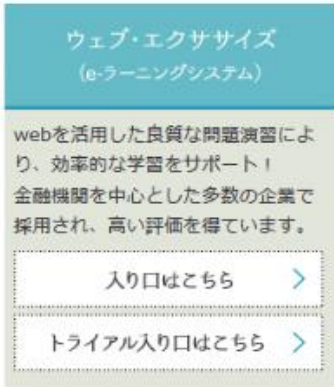 ウェブ・エクササイズ
(e-ラーニングシステム)
webを活用した良質な問題演習によ
り、効率的な学習をサポート！
金融機関を中心とした多数の企業で
採用され、高い評価を得ています。
入り口はこちら
トライアル入り口はこちら